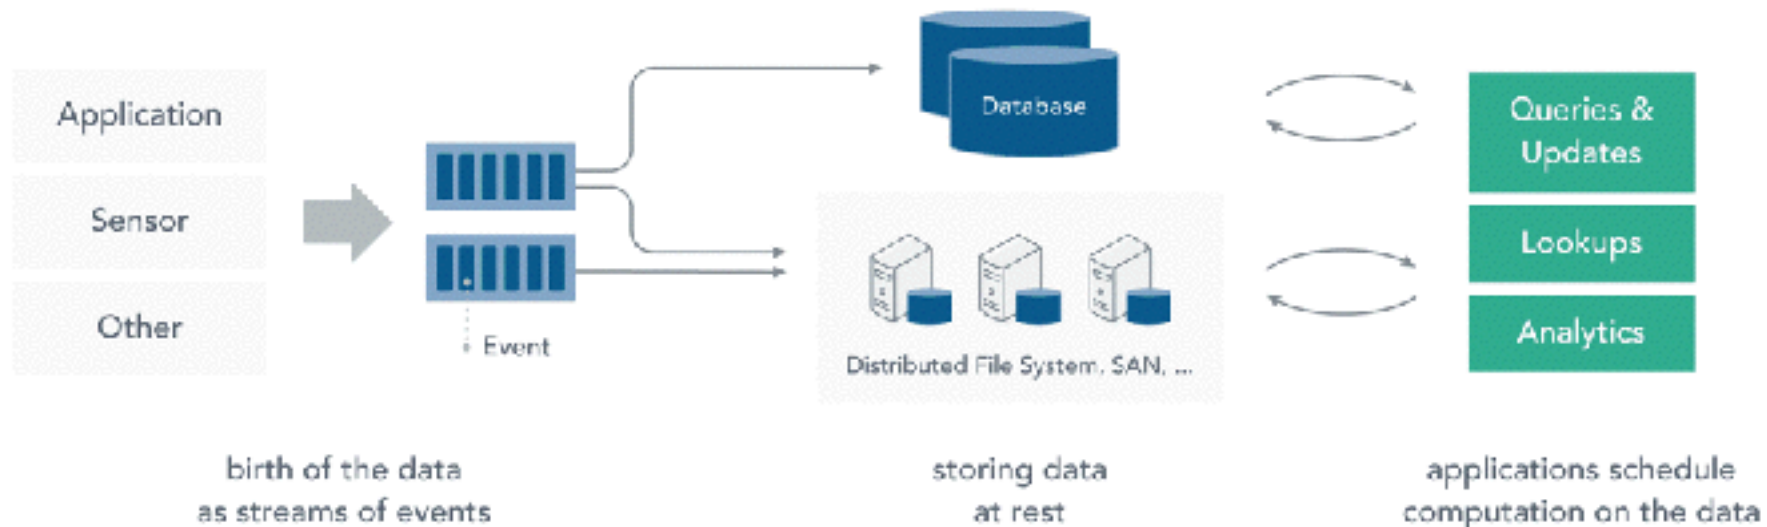 Application
Sensor
Other
Event
Database
Distributed File System, SAN, ...
Queries &
Updates
Lookups
Analytics
birth of the data
as streams of events
storing data
at rest
applications schedule
computation on the data